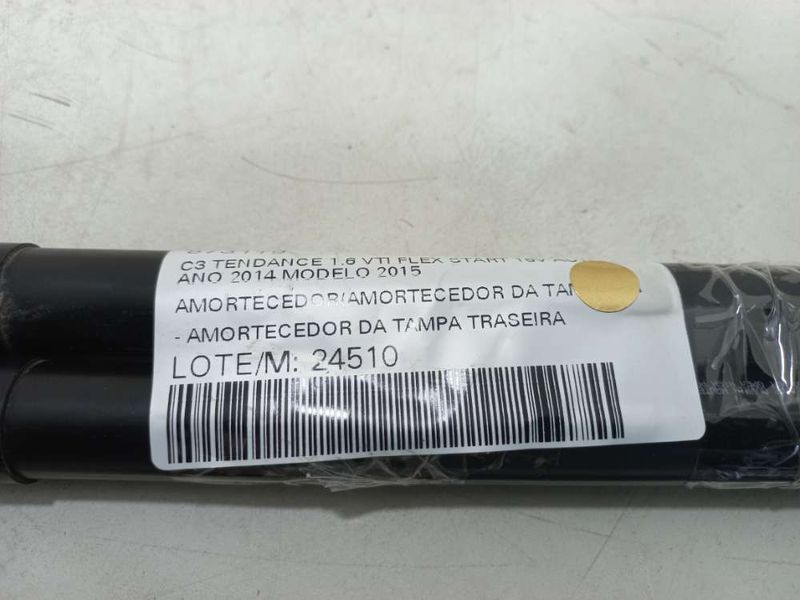 C3 TENDANCE 1.6 VTI FLEX START 16V
ANO 2014 MODELO 2015
AMORTECEDOR/AMORTECEDOR DA
- AMORTECEDOR DA TAMPA TRASEIRA
LOTE/M: 24510